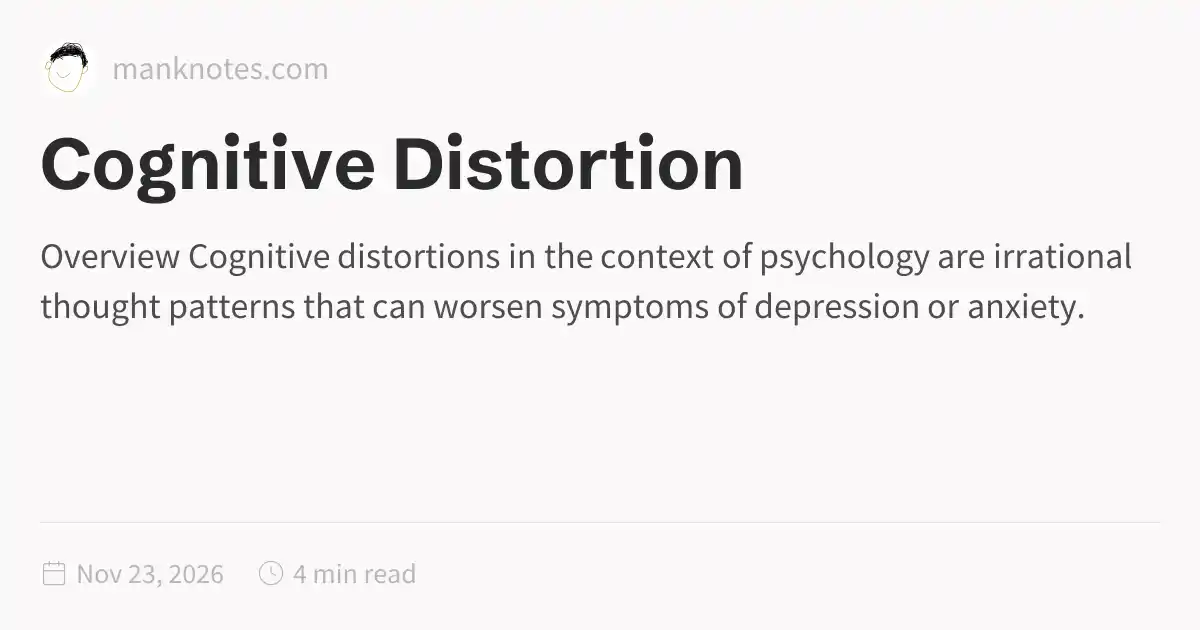 manknotes.com
Cognitive Distortion
Overview Cognitive distortions in the context of psychology are irrational
thought patterns that can worsen symptoms of depression or anxiety.
Nov 23, 2026 4 min read